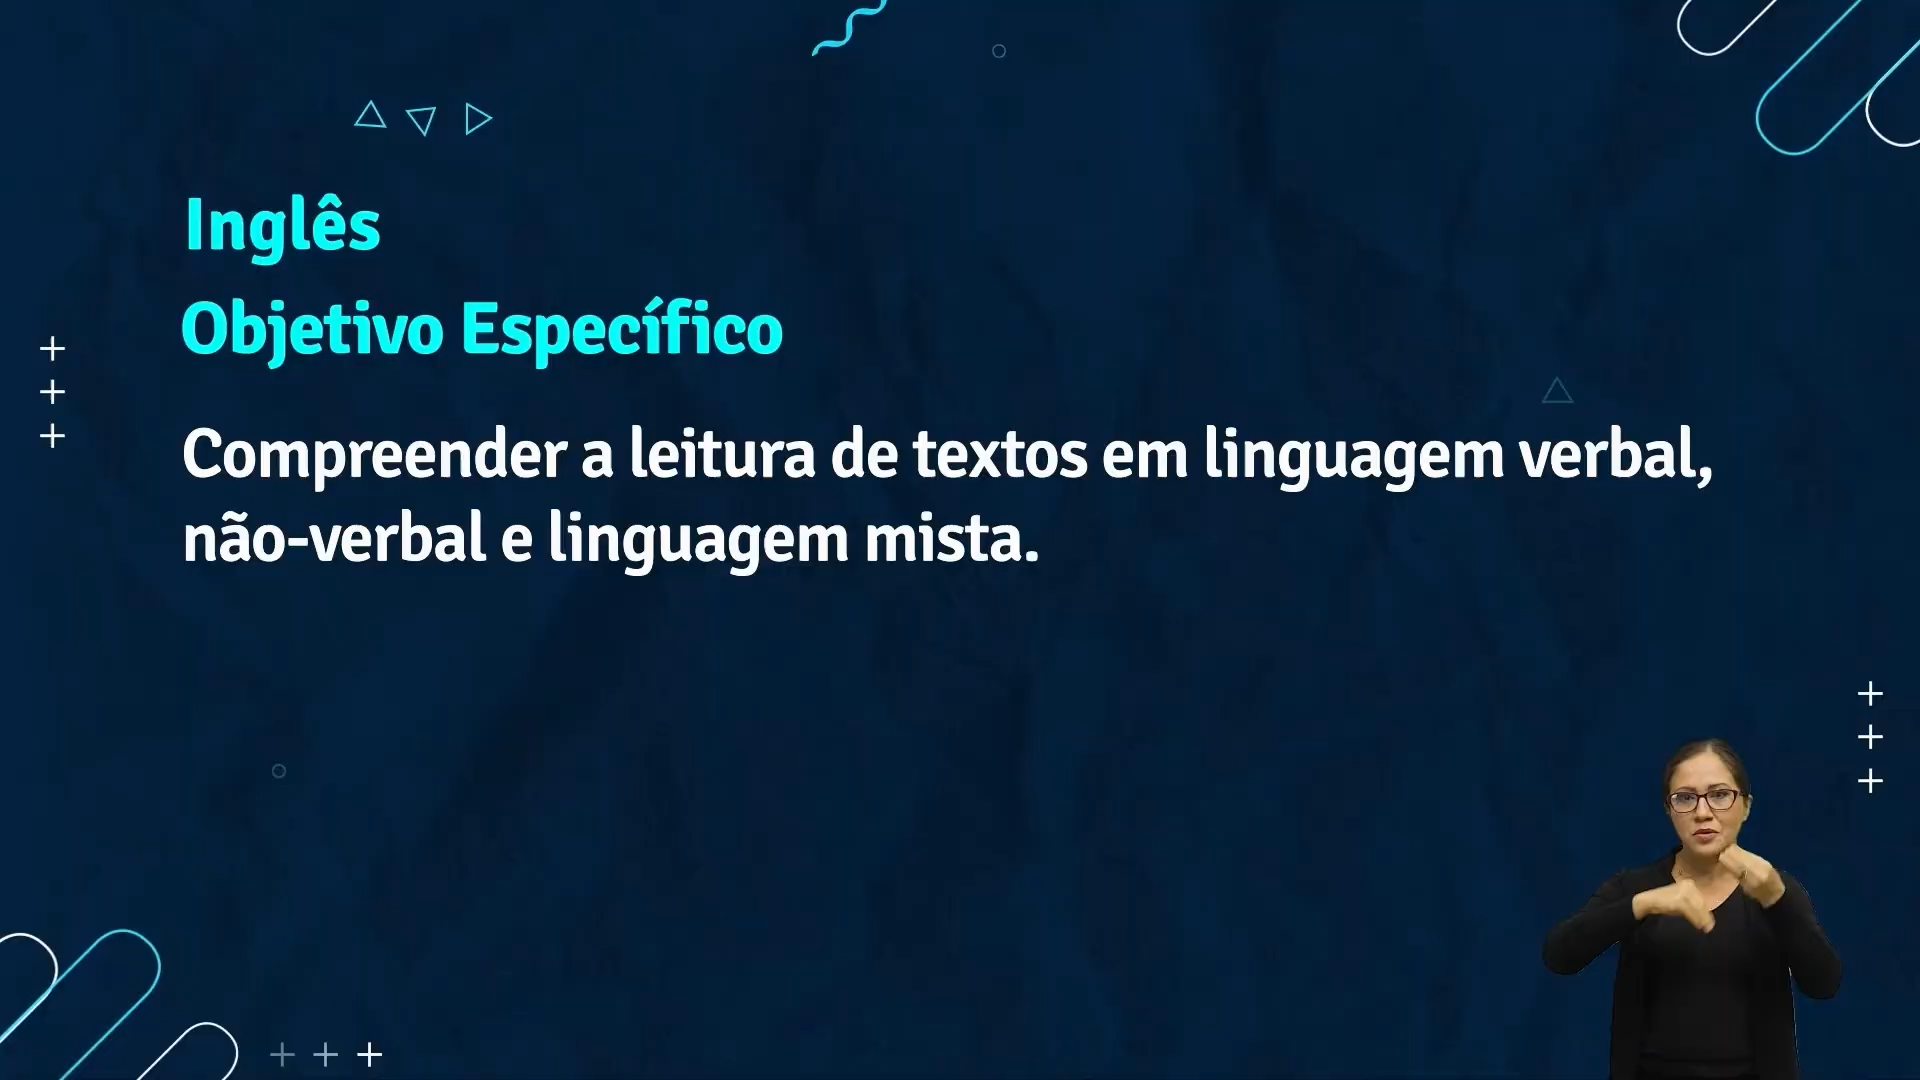 Inglês
Objetivo Específico
Compreender a leitura de textos em linguagem verbal,
não-verbal e linguagem mista.